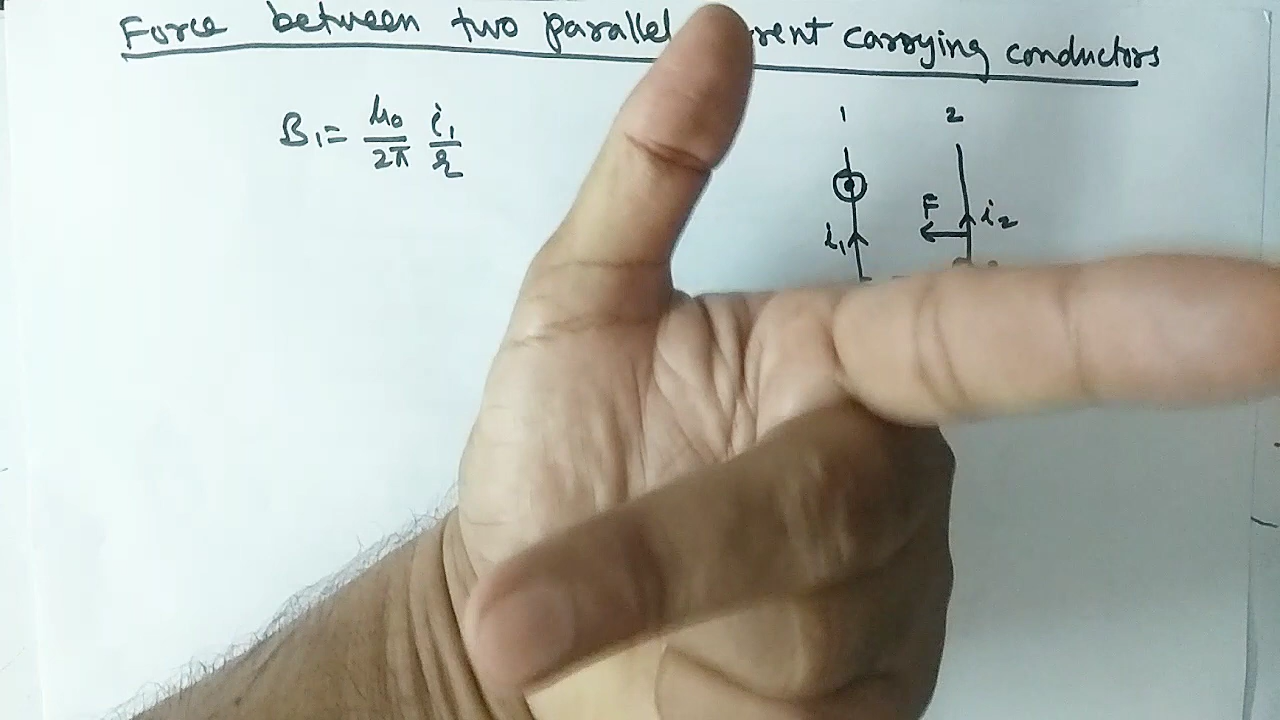 Force between two parallel rent carrying conductors
B₁ = μ₀/2π i₁/r
1 2
F i₂
i₁